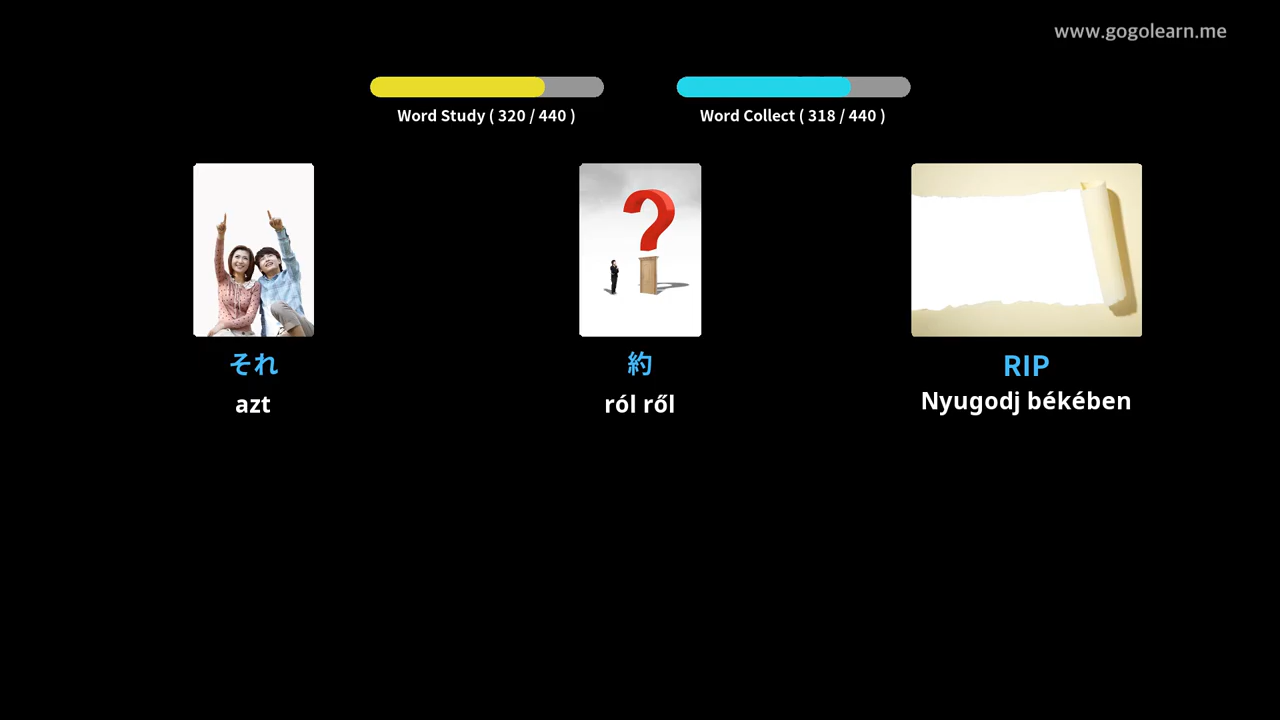 www.gogolearn.me
Word Study ( 320 / 440 )
Word Collect ( 318 / 440 )
それ
azt
約
ról ről
RIP
Nyugodj békében